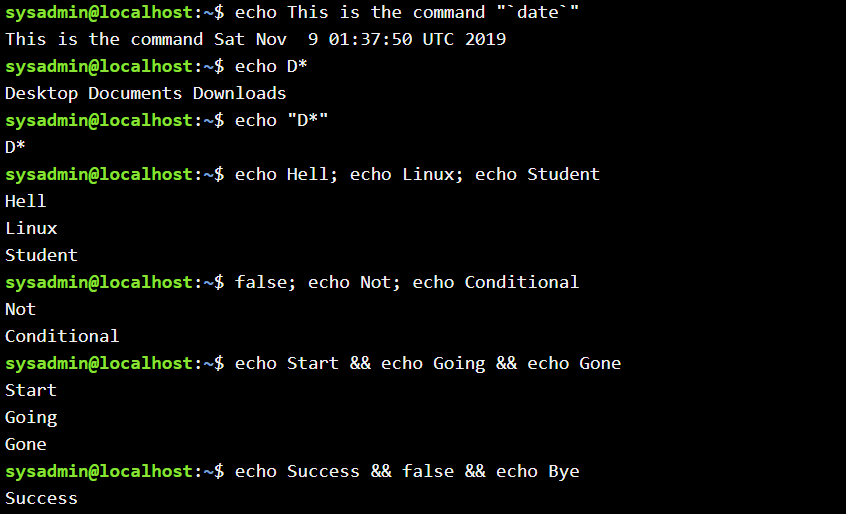 sysadmin@localhost:~$ echo This is the command "`date`"
This is the command Sat Nov  9 01:37:50 UTC 2019
sysadmin@localhost:~$ echo D*
Desktop Documents Downloads
sysadmin@localhost:~$ echo "D*"
D*
sysadmin@localhost:~$ echo Hell; echo Linux; echo Student
Hell
Linux
Student
sysadmin@localhost:~$ false; echo Not; echo Conditional
Not
Conditional
sysadmin@localhost:~$ echo Start && echo Going && echo Gone
Start
Going
Gone
sysadmin@localhost:~$ echo Success && false && echo Bye
Success